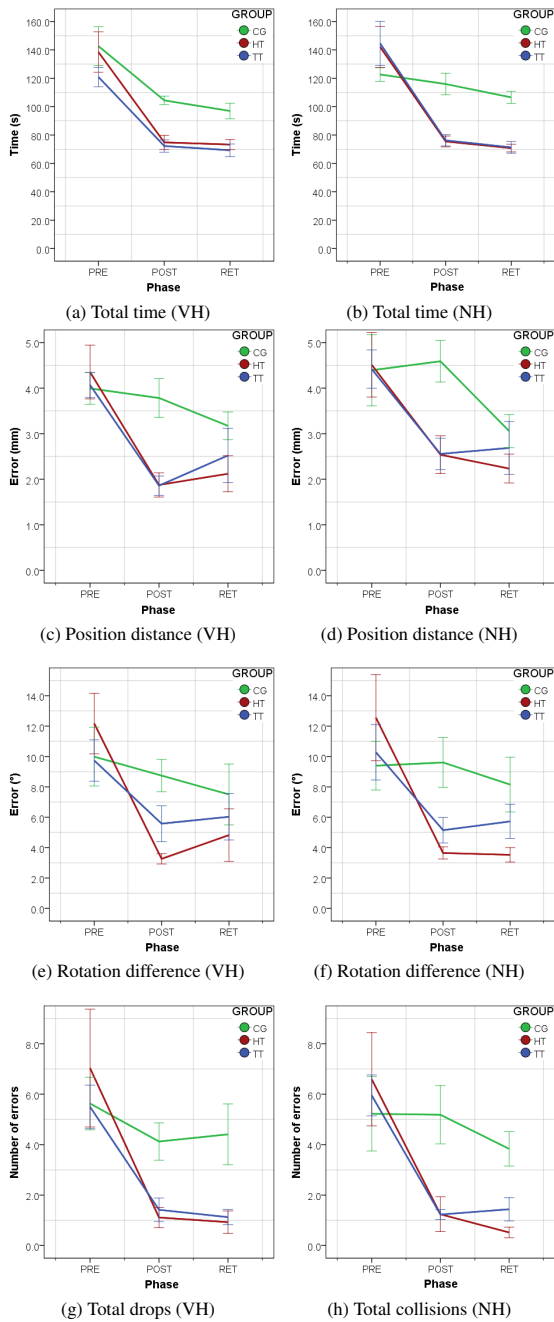 GROUP
CG
HT
TT
160.0
140.0
120.0
100.0
80.0
60.0
40.0
20.0
0.0
Time (s)
PRE POST RET
Phase
(a) Total time (VH)
GROUP
CG
HT
TT
160.0
140.0
120.0
100.0
80.0
60.0
40.0
20.0
0.0
Time (s)
PRE POST RET
Phase
(b) Total time (NH)
GROUP
CG
HT
TT
5.0
4.0
3.0
2.0
1.0
0.0
Error (mm)
PRE POST RET
Phase
(c) Position distance (VH)
GROUP
CG
HT
TT
5.0
4.0
3.0
2.0
1.0
0.0
Error (mm)
PRE POST RET
Phase
(d) Position distance (NH)
GROUP
CG
HT
TT
14.0
12.0
10.0
8.0
6.0
4.0
2.0
0.0
Error (°)
PRE POST RET
Phase
(e) Rotation difference (VH)
GROUP
CG
HT
TT
14.0
12.0
10.0
8.0
6.0
4.0
2.0
0.0
Error (°)
PRE POST RET
Phase
(f) Rotation difference (NH)
GROUP
CG
HT
TT
8.0
6.0
4.0
2.0
0.0
Number of errors
PRE POST RET
Phase
(g) Total drops (VH)
GROUP
CG
HT
TT
8.0
6.0
4.0
2.0
0.0
Number of errors
PRE POST RET
Phase
(h) Total collisions (NH)